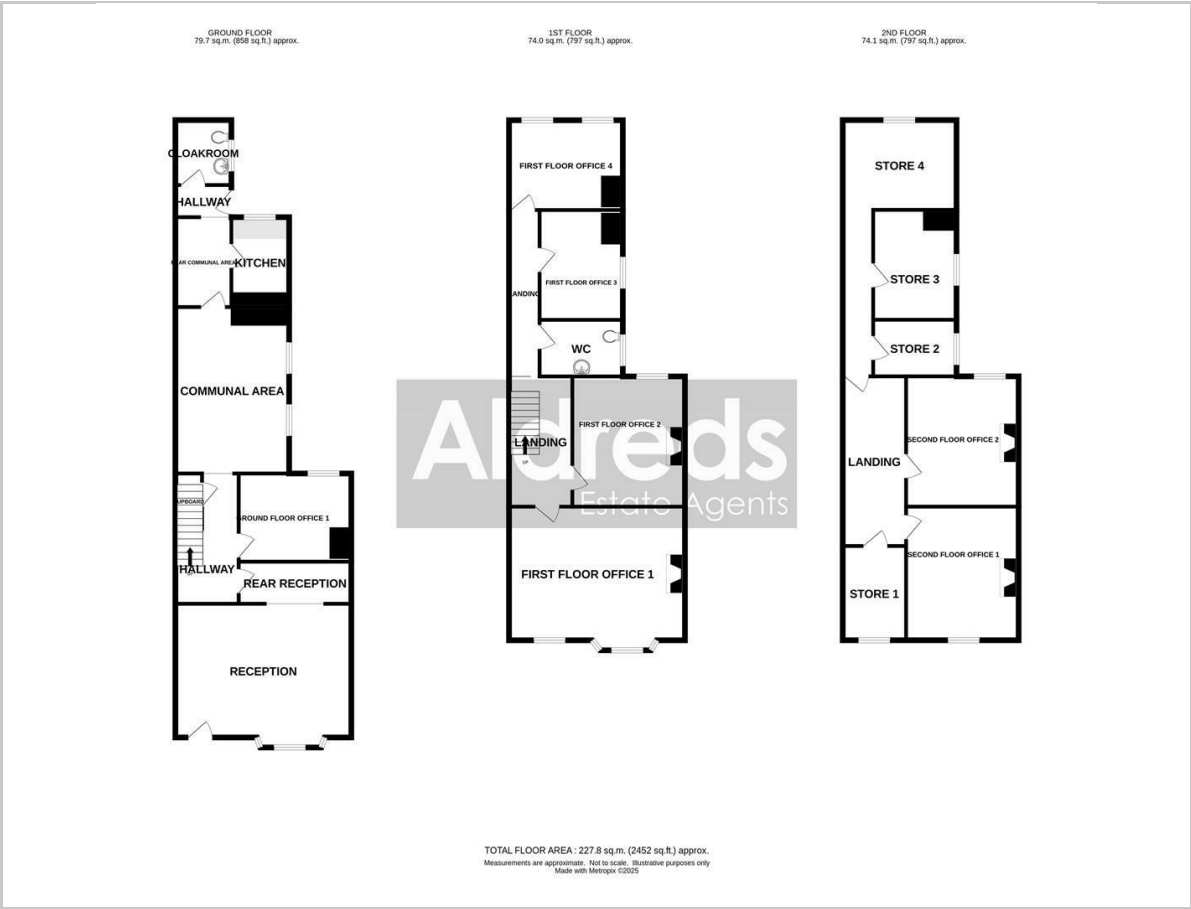 GROUND FLOOR
79.7 sq.m. (858 sq.ft.) approx.
1ST FLOOR
74.0 sq.m. (797 sq.ft.) approx.
2ND FLOOR
74.1 sq.m. (797 sq.ft.) approx.
CLOAKROOM
HALLWAY
REAR COMMUNAL AREA
KITCHEN
COMMUNAL AREA
CUPBOARD
GROUND FLOOR OFFICE 1
UP
HALLWAY
REAR RECEPTION
RECEPTION
FIRST FLOOR OFFICE 4
LANDING
FIRST FLOOR OFFICE 3
WC
FIRST FLOOR OFFICE 2
LANDING
UP
FIRST FLOOR OFFICE 1
STORE 4
STORE 3
STORE 2
SECOND FLOOR OFFICE 2
LANDING
SECOND FLOOR OFFICE 1
STORE 1
Aldreds
Estate Agents
TOTAL FLOOR AREA : 227.8 sq.m. (2452 sq.ft.) approx.
Measurements are approximate. Not to scale. Illustrative purposes only
Made with Metropix ©2025